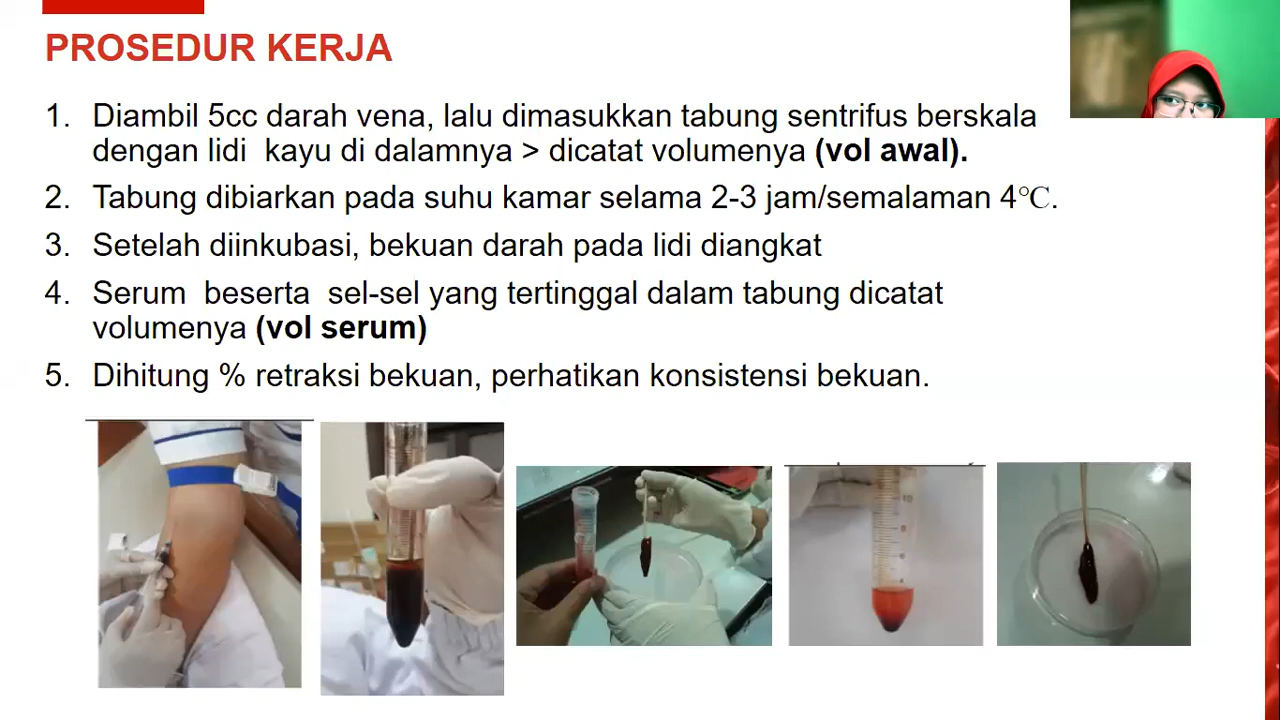 PROSEDUR KERJA
1. Diambil 5cc darah vena, lalu dimasukkan tabung sentrifus berskala
dengan lidi kayu di dalamnya > dicatat volumenya (vol awal).
2. Tabung dibiarkan pada suhu kamar selama 2-3 jam/semalaman 4℃.
3. Setelah diinkubasi, bekuan darah pada lidi diangkat
4. Serum beserta sel-sel yang tertinggal dalam tabung dicatat
volumenya (vol serum)
5. Dihitung % retraksi bekuan, perhatikan konsistensi bekuan.